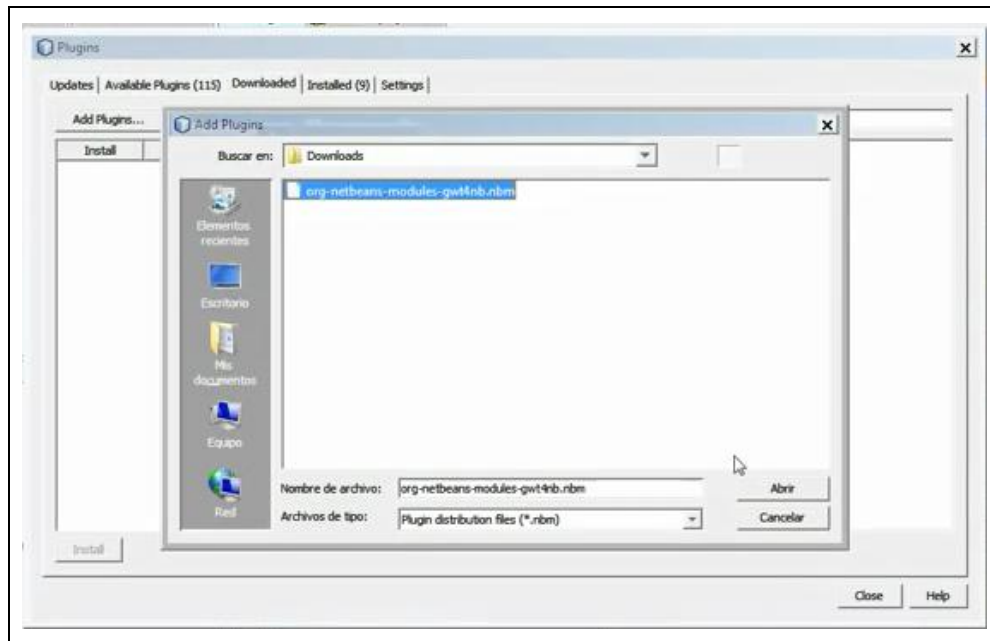 Plugins
Updates Available Plugins (115) Downloaded Installed (9) Settings
Add Plugins...
Install
Add Plugins
Buscar en: Downloads
org-netbeans-modules-gwt4nb.nbm
Elementos
recientes
Escritorio
Mis
documentos
Equipo
Red
Nombre de archivo: org-netbeans-modules-gwt4nb.nbm Abrir
Archivos de tipo: Plugin distribution files (*.nbm) Cancelar
Install
Close Help